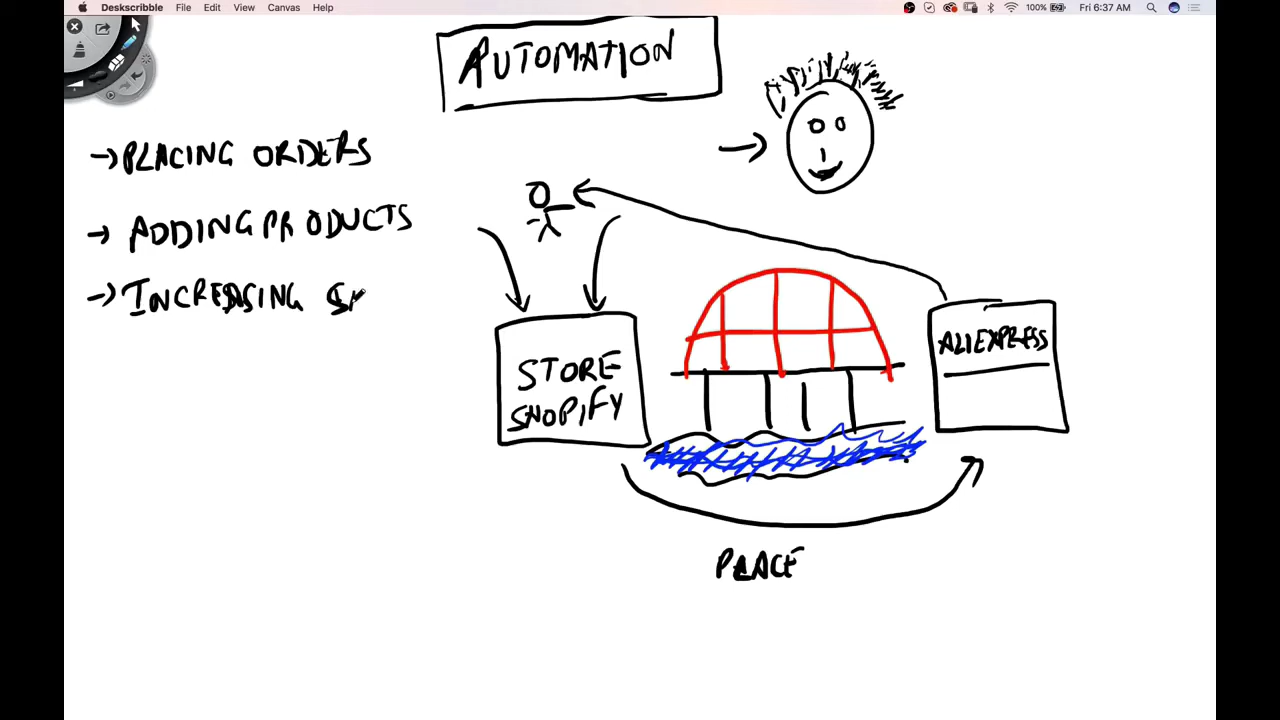 Deskscribble File Edit View Canvas Help 100% Fri 6:37 AM
AUTOMATION
→PLACING ORDERS
→ ADDING PRODUCTS
→INCREASING
STORE
SHOPIFY
ALIEXPRESS
PLACE